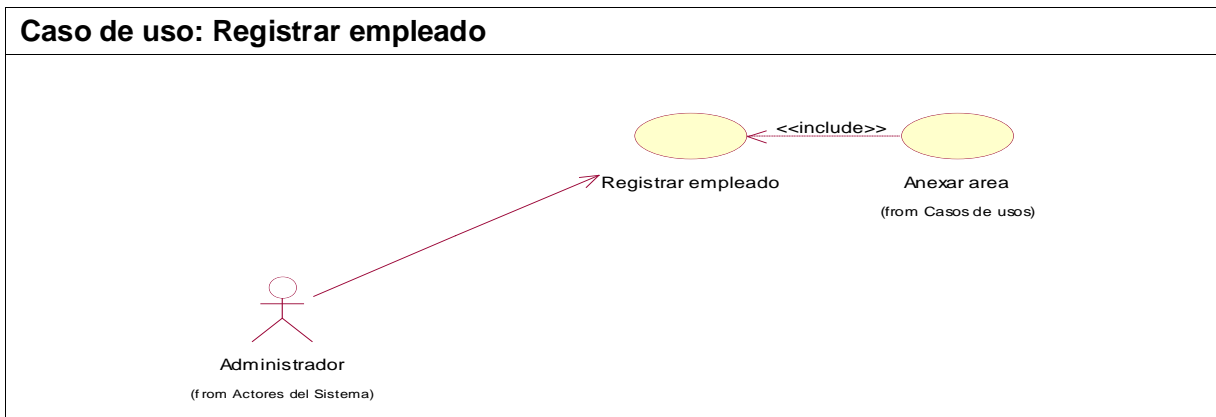 Caso de uso: Registrar empleado
<<include>>
Registrar empleado
Anexar area
(from Casos de usos)
Administrador
(from Actores del Sistema)